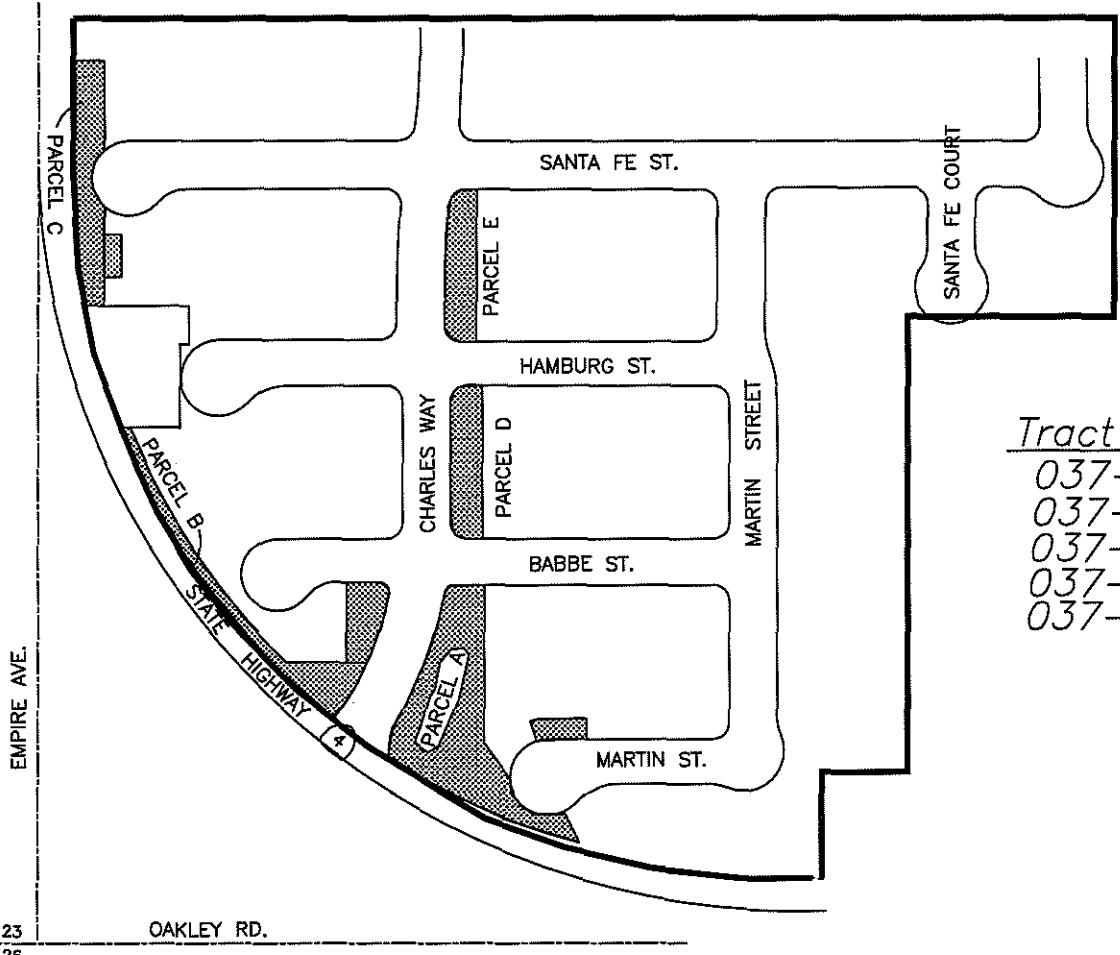 PARCEL C
SANTA FE ST.
SANTA FE COURT
PARCEL E
HAMBURG ST.
CHARLES WAY
PARCEL D
MARTIN STREET
Tract
037-
037-
037-
037-
037-
PARCEL B
BABBE ST.
STATE HIGHWAY 4
PARCEL A
MARTIN ST.
EMPIRE AVE.
23
OAKLEY RD.